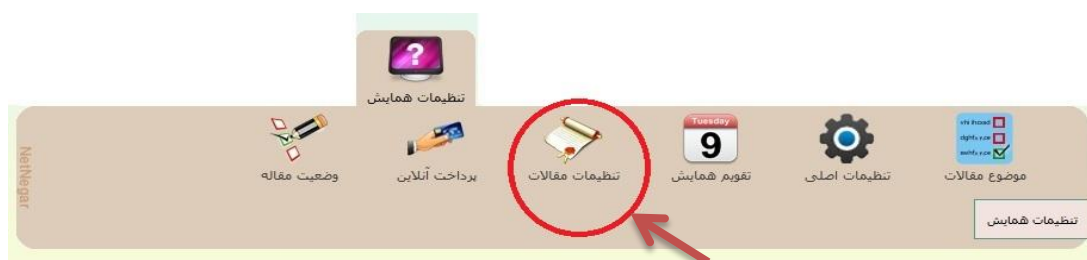 تنظیمات همایش
Tuesday
9
موضوع مقالات
تنظیمات اصلی
تقویم همایش
تنظیمات مقالات
پرداخت آنلاین
وضعیت مقاله
NetNegar
تنظیمات همایش